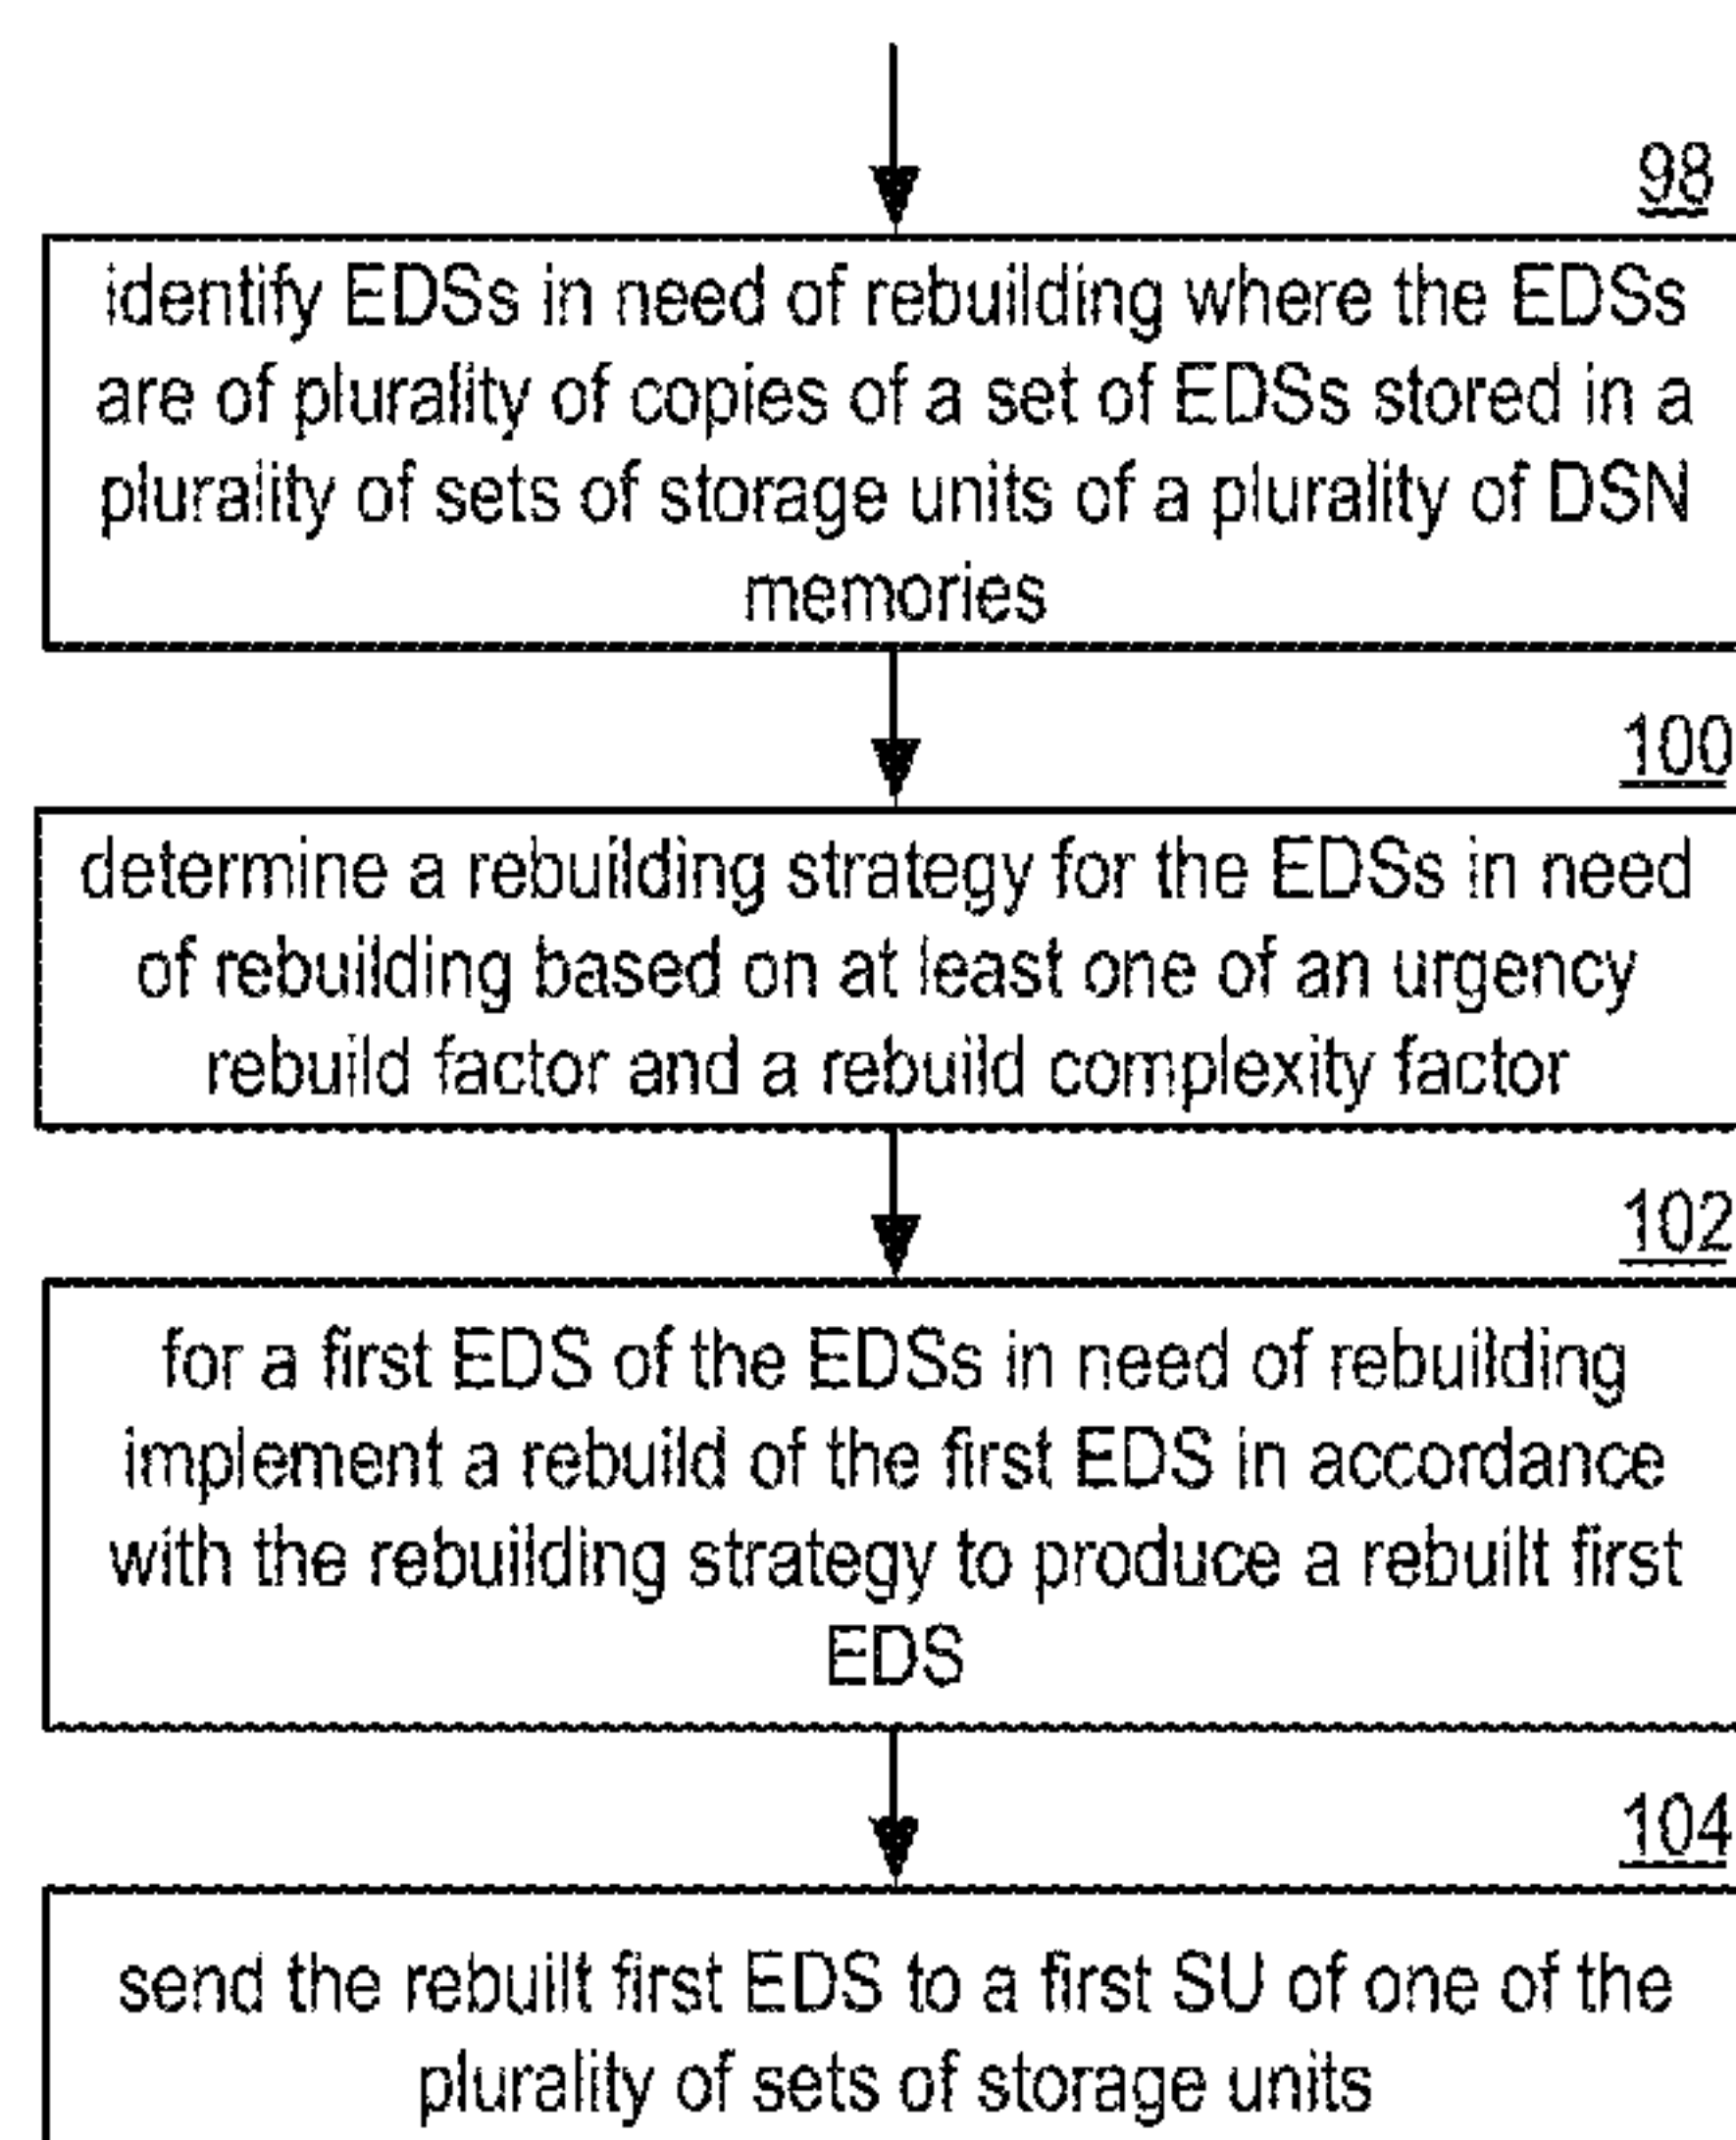 98
identify EDSs in need of rebuilding where the EDSs
are of plurality of copies of a set of EDSs stored in a
plurality of sets of storage units of a plurality of DSN
memories
100
determine a rebuilding strategy for the EDSs in need
of rebuilding based on at least one of an urgency
rebuild factor and a rebuild complexity factor
102
for a first EDS of the EDSs in need of rebuilding
implement a rebuild of the first EDS in accordance
with the rebuilding strategy to produce a rebuilt first
EDS
104
send the rebuilt first EDS to a first SU of one of the
plurality of sets of storage units